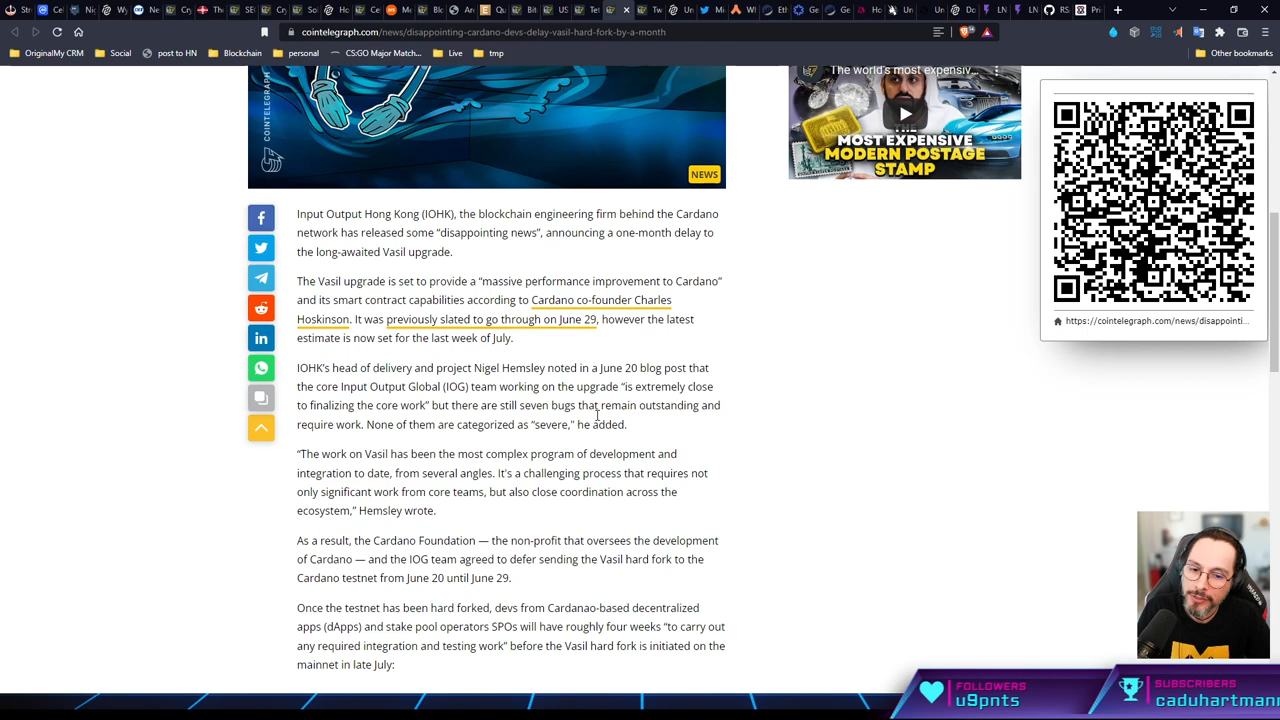 cointelegraph.com/news/disappointing-cardano-devs-delay-vasil-hard-fork-by-a-month
OriginalMy CRM
Social
post to HN
Blockchain
personal
CS:GO Major Match...
Live
tmp
Other bookmarks
COINTELEGRAPH
NEWS
The world's most expensiv...
MOST EXPENSIVE
MODERN POSTAGE
STAMP
https://cointelegraph.com/news/disappointi...
Input Output Hong Kong (IOHK), the blockchain engineering firm behind the Cardano
network has released some “disappointing news”, announcing a one-month delay to
the long-awaited Vasil upgrade.
The Vasil upgrade is set to provide a “massive performance improvement to Cardano”
and its smart contract capabilities according to Cardano co-founder Charles
Hoskinson. It was previously slated to go through on June 29, however the latest
estimate is now set for the last week of July.
IOHK’s head of delivery and project Nigel Hemsley noted in a June 20 blog post that
the core Input Output Global (IOG) team working on the upgrade “is extremely close
to finalizing the core work” but there are still seven bugs that remain outstanding and
require work. None of them are categorized as “severe,” he added.
“The work on Vasil has been the most complex program of development and
integration to date, from several angles. It's a challenging process that requires not
only significant work from core teams, but also close coordination across the
ecosystem,” Hemsley wrote.
As a result, the Cardano Foundation — the non-profit that oversees the development
of Cardano — and the IOG team agreed to defer sending the Vasil hard fork to the
Cardano testnet from June 20 until June 29.
Once the testnet has been hard forked, devs from Cardanao-based decentralized
apps (dApps) and stake pool operators SPOs will have roughly four weeks “to carry out
any required integration and testing work” before the Vasil hard fork is initiated on the
mainnet in late July:
FOLLOWERS
u9pnts
SUBSCRIBERS
caduhartman